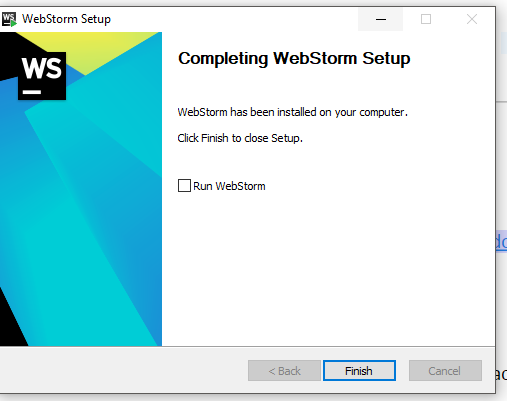 WS WebStorm Setup
WS
Completing WebStorm Setup
WebStorm has been installed on your computer.
Click Finish to close Setup.
Run WebStorm
< Back
Finish
Cancel